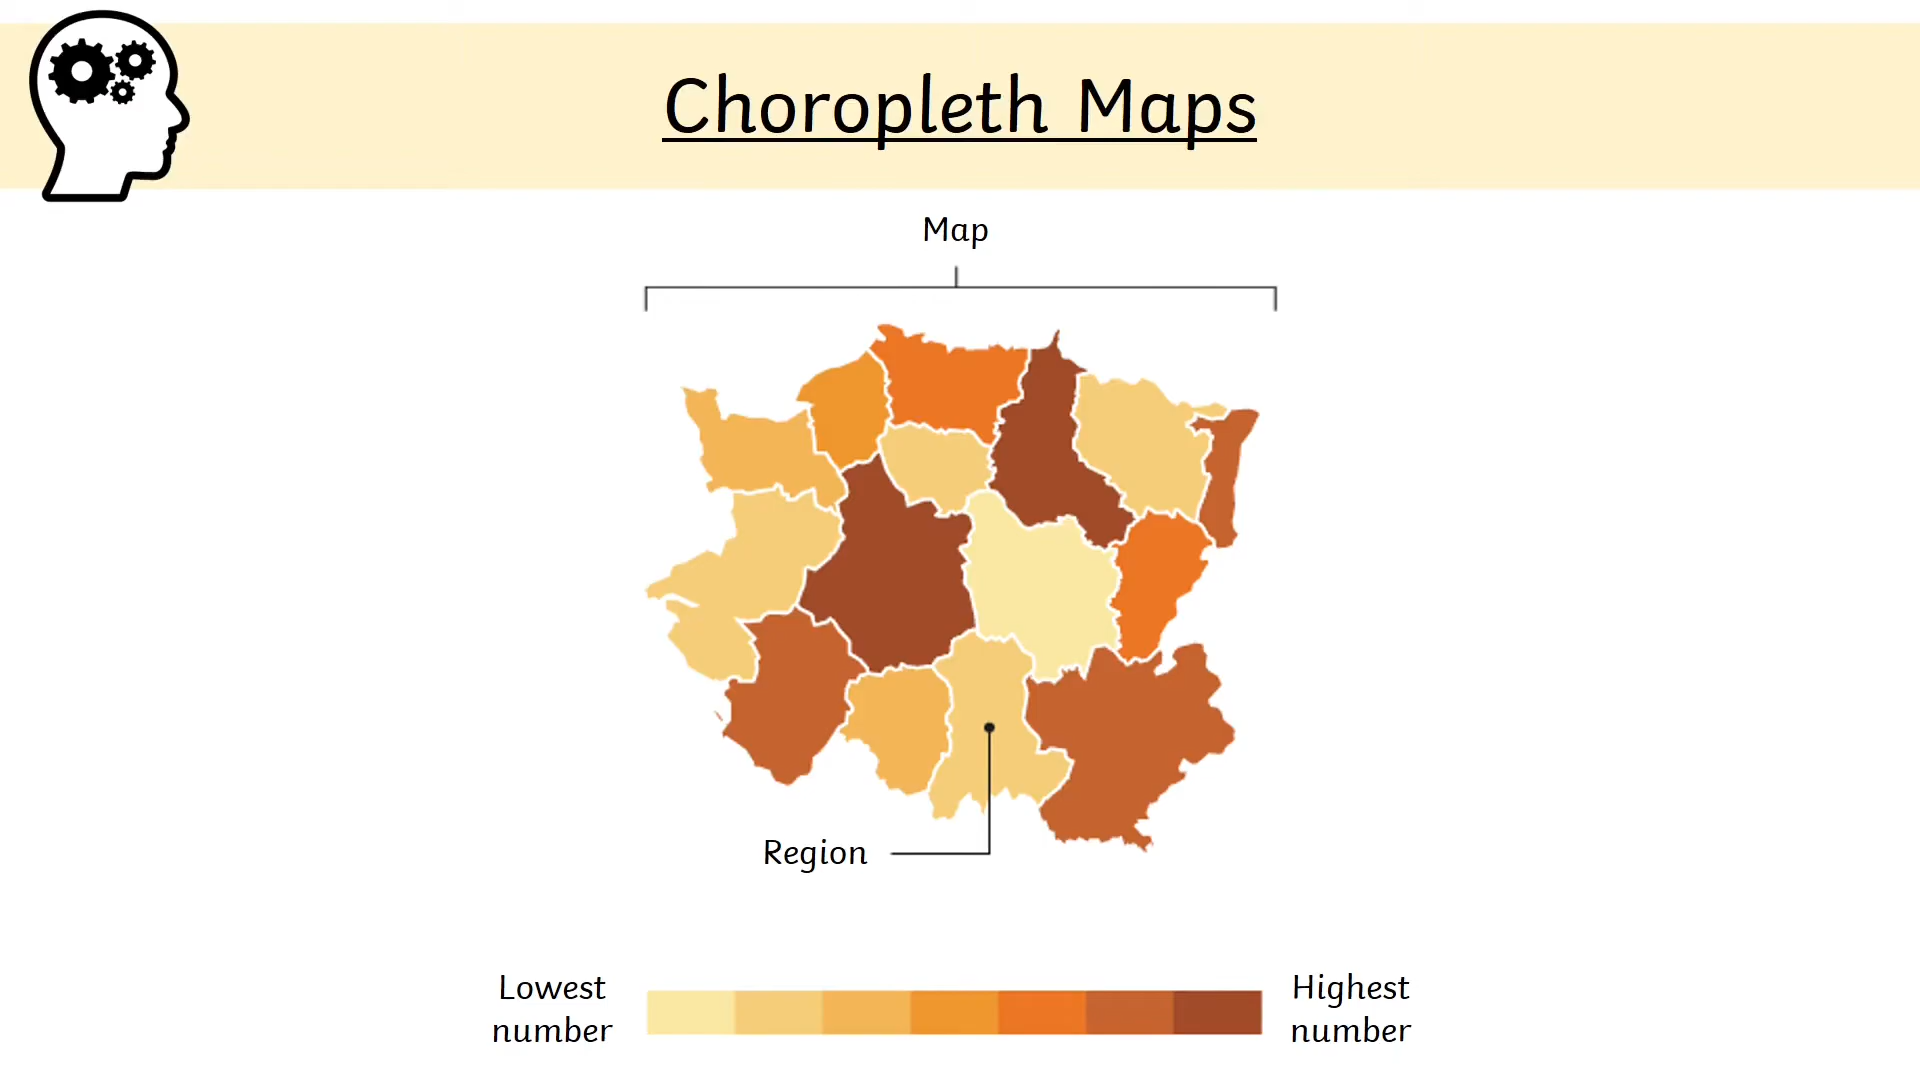 Choropleth Maps
Map
Region
Lowest
number
Highest
number